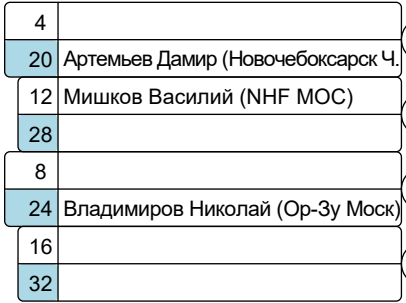 4
20 Артемьев Дамир (Новочебоксарск Ч.
12 Мишков Василий (NHF МОС)
28
8
24 Владимиров Николай (Ор-Зу Моск)
16
32